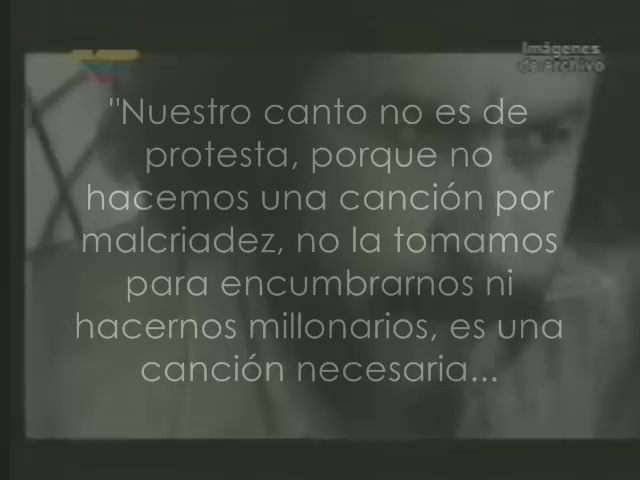 Imágenes
de archivo
"Nuestro canto no es de
protesta, porque no
hacemos una canción por
malcriadez, no la tomamos
para encumbrarnos ni
hacernos millonarios, es una
canción necesaria...